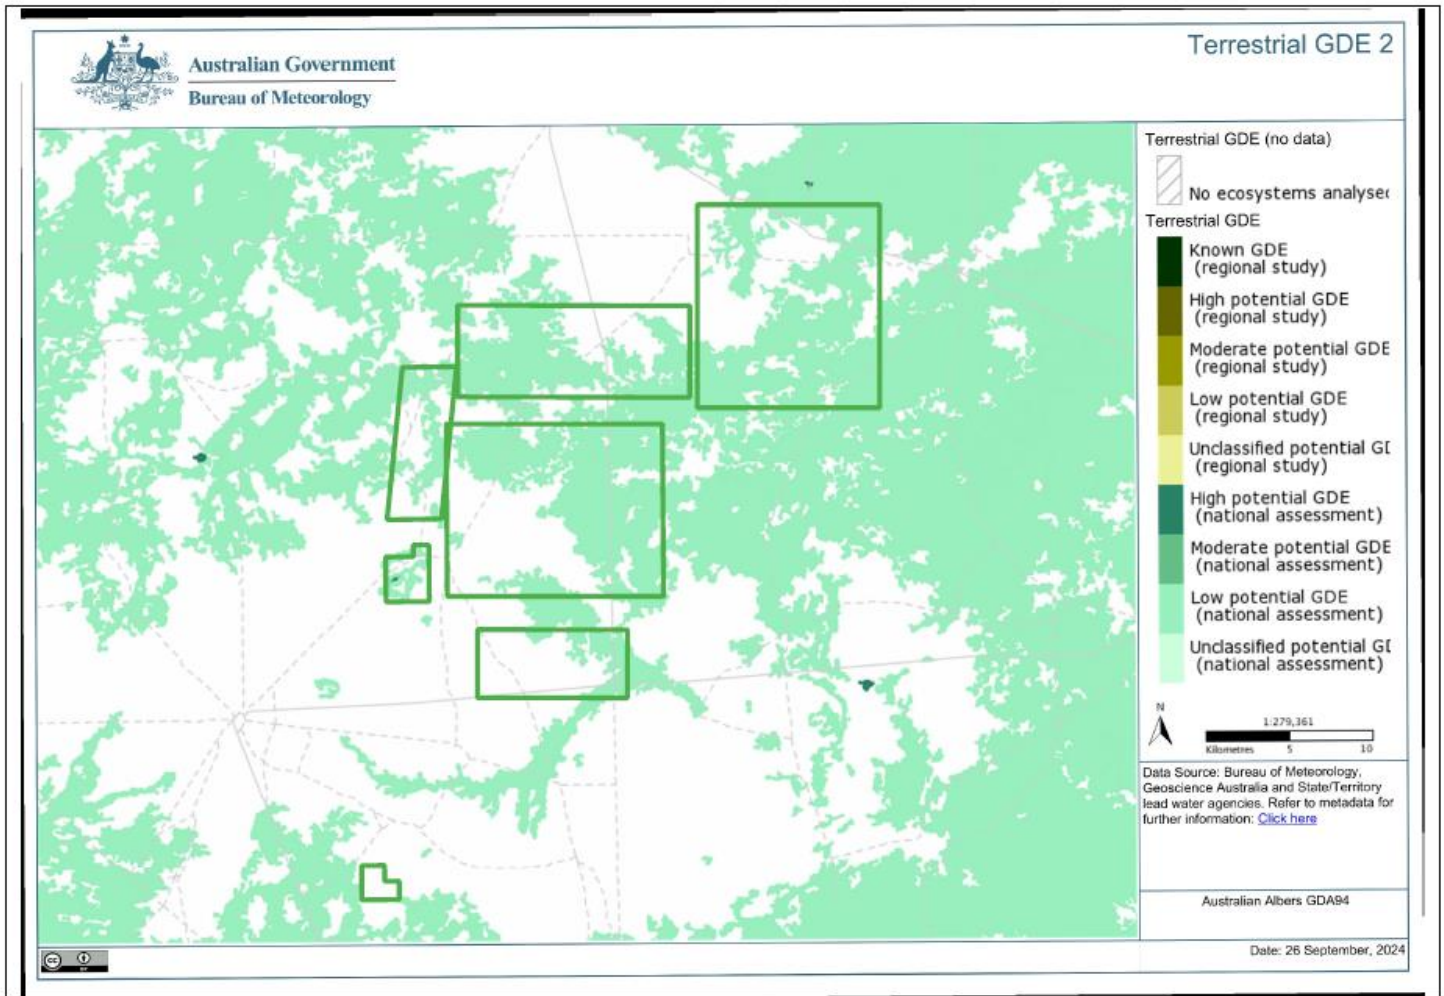 Terrestrial GDE 2
Australian Government
Bureau of Meteorology
Terrestrial GDE (no data)
No ecosystems analysed
Terrestrial GDE
Known GDE
(regional study)
High potential GDE
(regional study)
Moderate potential GDE
(regional study)
Low potential GDE
(regional study)
Unclassified potential GE
(regional study)
High potential GDE
(national assessment)
Moderate potential GDE
(national assessment)
Low potential GDE
(national assessment)
Unclassified potential GE
(national assessment)
N
1:279,361
Kilometres 5 10
Data Source: Bureau of Meteorology,
Geoscience Australia and State/Territory
lead water agencies. Refer to metadata for
further information: Click here
Australian Albers GDA94
Date: 26 September, 2024
cc
BY